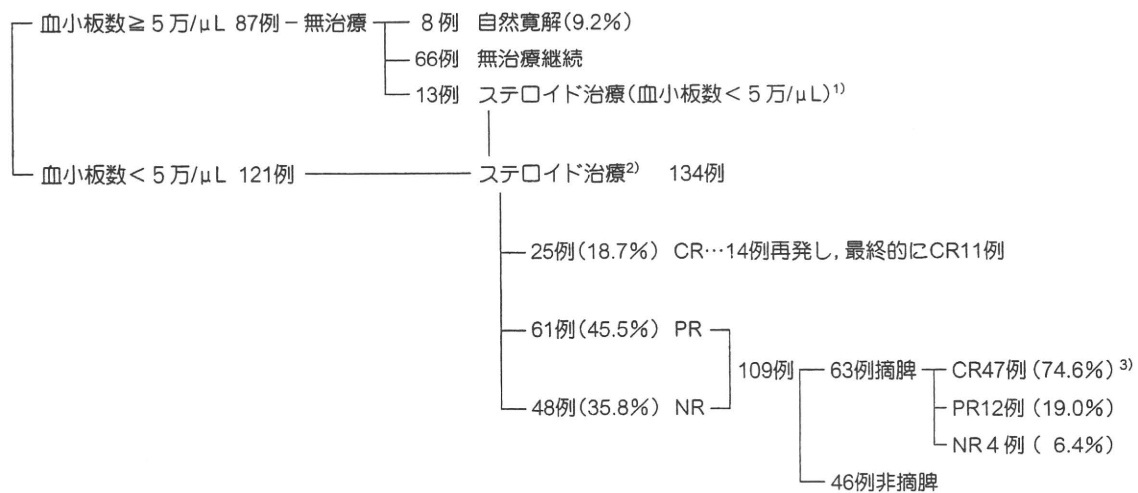 血小板数≧5万/μL 87例－無治療 8例 自然寛解(9.2%)
66例 無治療継続
13例 ステロイド治療(血小板数<5万/μL)1)
血小板数<5万/μL 121例 ステロイド治療2) 134例
25例(18.7%) CR…14例再発し,最終的にCR11例
61例(45.5%) PR
109例 63例摘脾 CR47例(74.6%)3)
48例(35.8%) NR PR12例(19.0%)
NR4例( 6.4%)
46例非摘脾